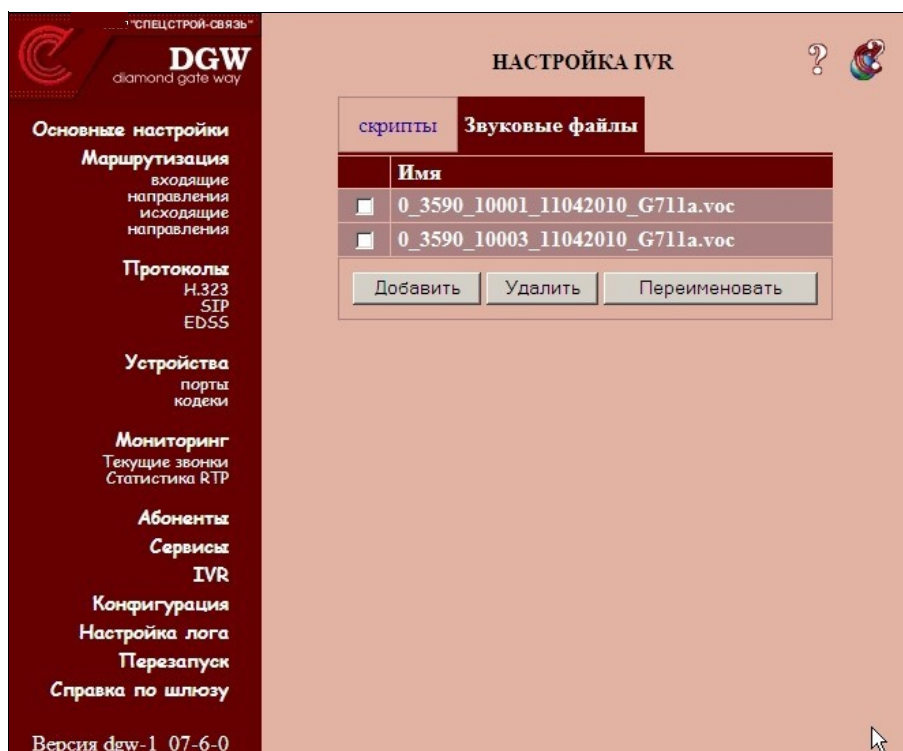 "СПЕЦСТРОЙ-СВЯЗЬ"
DGW
diamond gate way
Основные настройки
Маршрутизация
входящие
направления
исходящие
направления
Протоколы
H.323
SIP
EDSS
Устройства
порты
кодеки
Мониторинг
Текущие звонки
Статистика RTP
Абоненты
Сервисы
IVR
Конфигурация
Настройка лога
Перезапуск
Справка по шлюзу
Версия dgw-1_07-6-0
НАСТРОЙКА IVR
?
скрипты Звуковые файлы
Имя
0_3590_10001_11042010_G711a.voc
0_3590_10003_11042010_G711a.voc
Добавить Удалить Переименовать